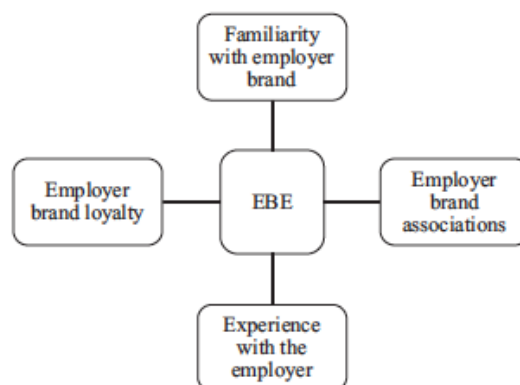 Familiarity
with employer
brand
Employer
brand loyalty
EBE
Employer
brand
associations
Experience
with the
employer